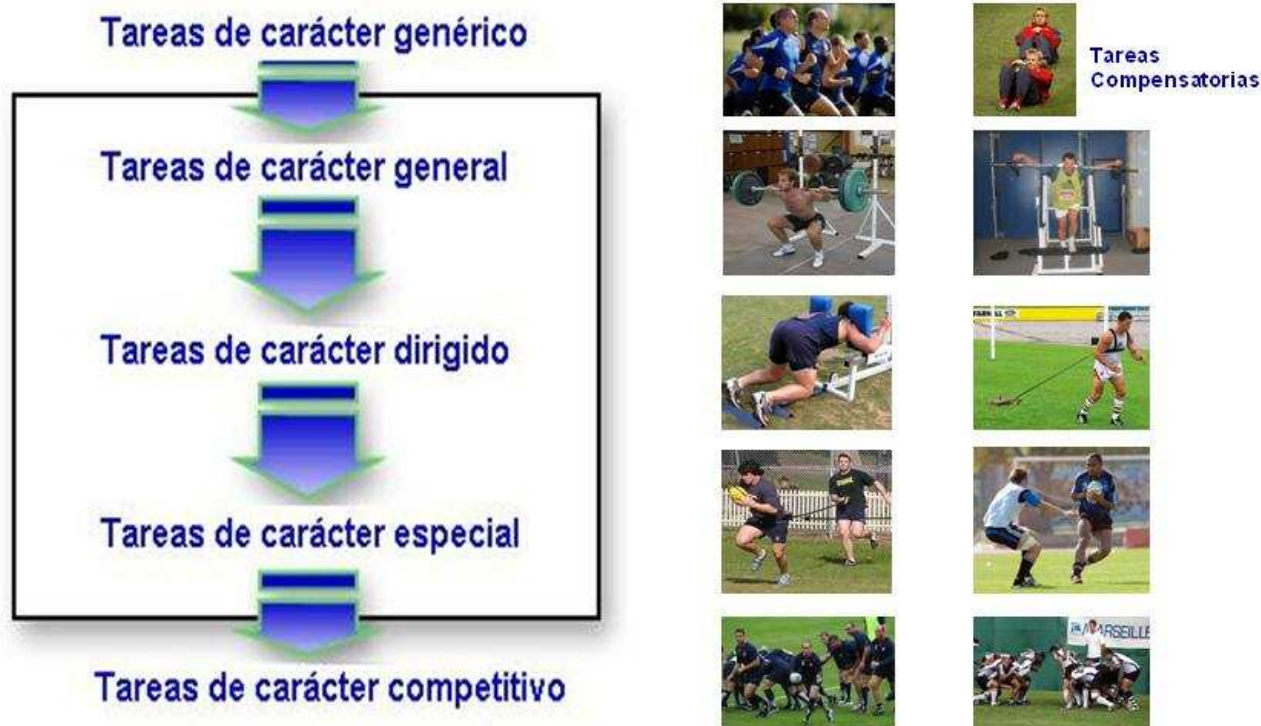 Tareas de carácter genérico
Tareas
Compensatorias
Tareas de carácter general
Tareas de carácter dirigido
Tareas de carácter especial
MARSEILLE
Tareas de carácter competitivo